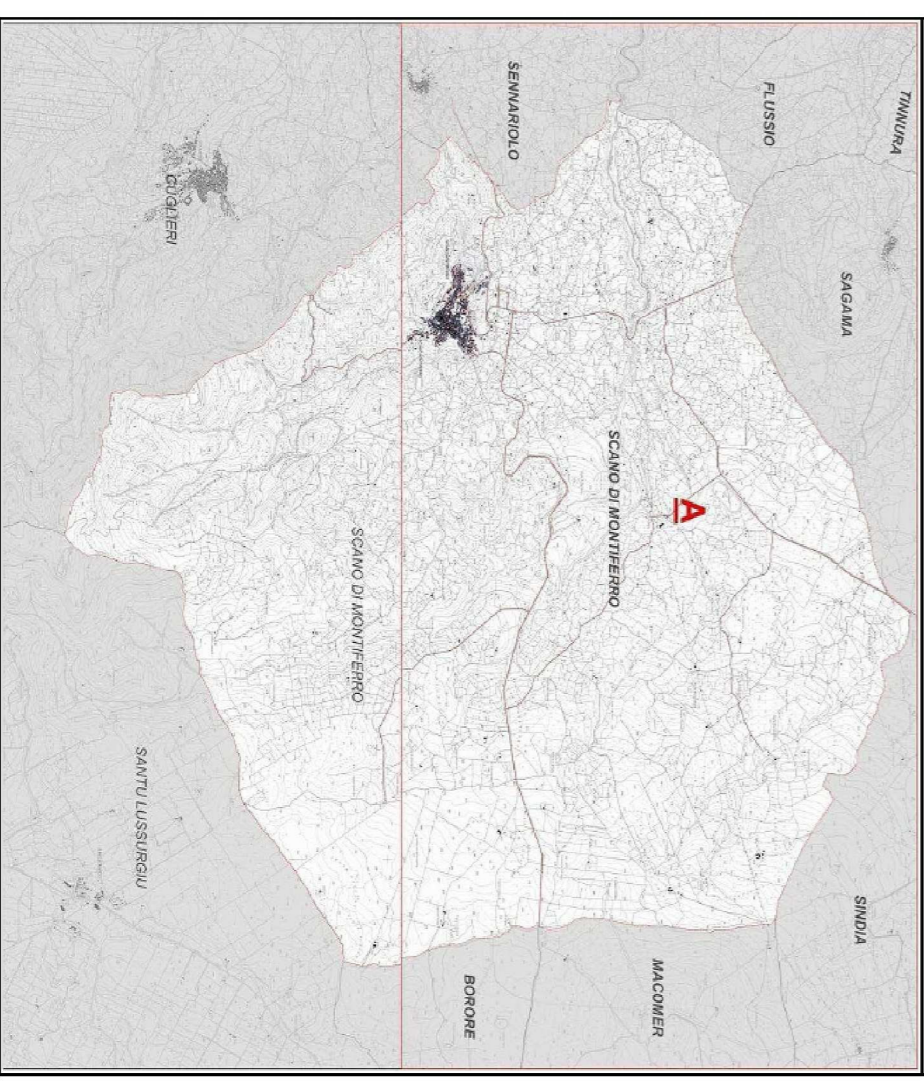 TINNURA
SAGAMA
SINDIA
FLUSSIO
A
MACOMER
SCANO DI MONTIFERRO
SENNARIOLO
BORORE
SCANO DI MONTIFERRO
CUGLIERI
SANTU LUSSURGIU